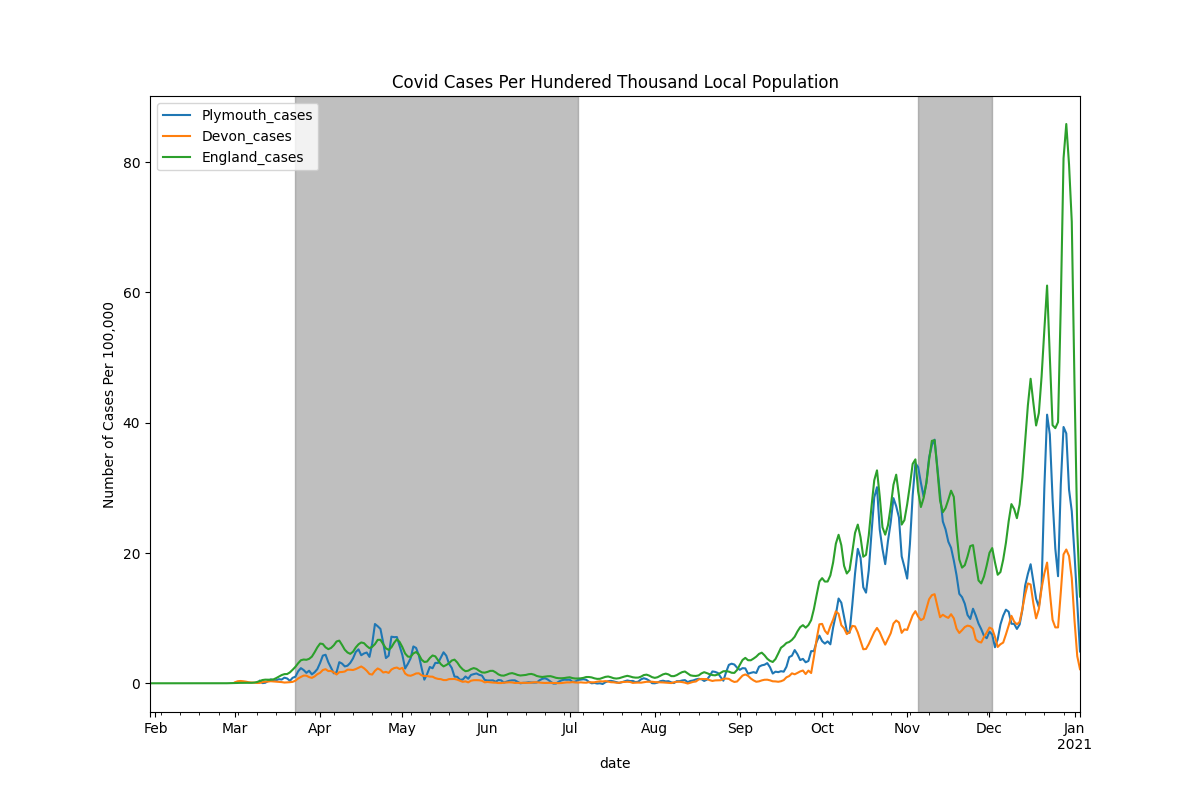 Covid Cases Per Hundered Thousand Local Population
Plymouth_cases
Devon_cases
England_cases
Number of Cases Per 100,000
80
60
40
20
0
Feb Mar Apr May Jun Jul Aug Sep Oct Nov Dec Jan
2021
date